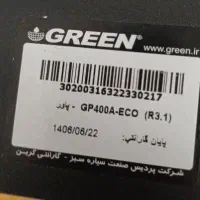 GREEN
www.green.ir
30200316322330217
پاور - GP400A-ECO (R3.1)
پایان گارانتی: 1406/06/22
شرکت پردیس صنعت سیاره سبز - گارانتی گرین